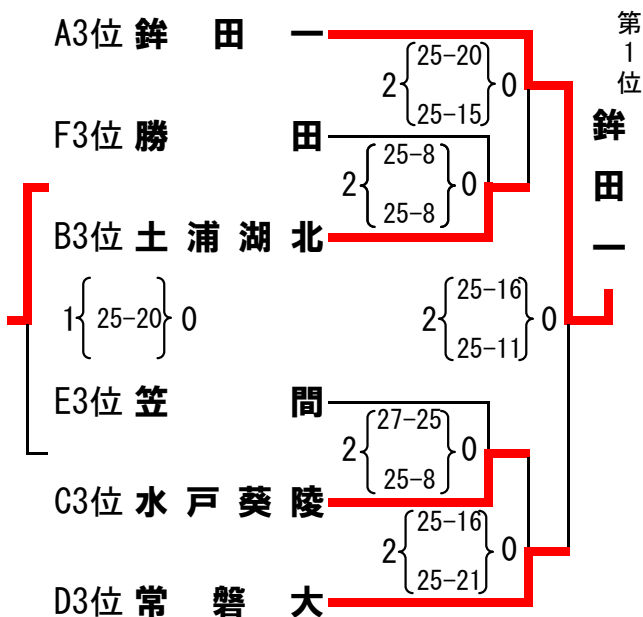 A3位 鉾田一
2 25-20 0
25-15
F3位 勝田
2 25-8 0
25-8
B3位 土浦湖北
1 25-20 0
2 25-16 0
25-11
E3位 笠間
2 27-25 0
25-8
C3位 水戸葵陵
2 25-16 0
25-21
D3位 常磐大
第1位
鉾田一